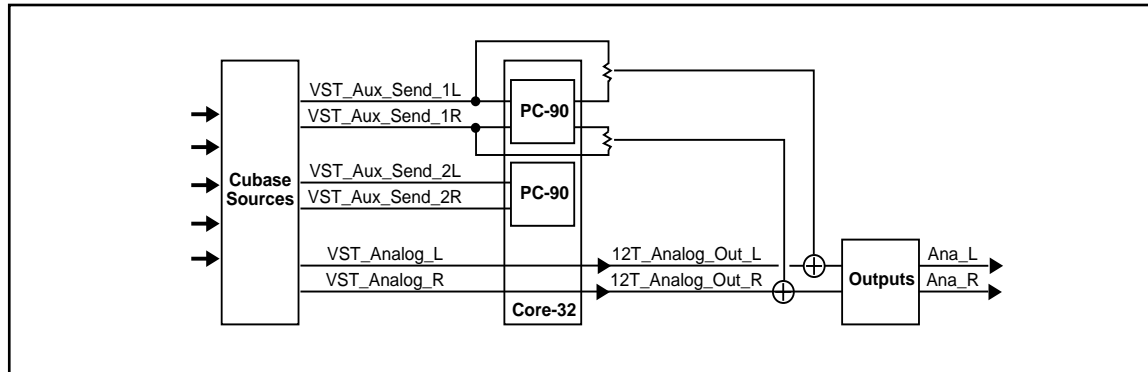 VST_Aux_Send_1L
VST_Aux_Send_1R
PC-90
VST_Aux_Send_2L
VST_Aux_Send_2R
PC-90
Cubase
Sources
VST_Analog_L
VST_Analog_R
12T_Analog_Out_L
12T_Analog_Out_R
Core-32
Outputs
Ana_L
Ana_R